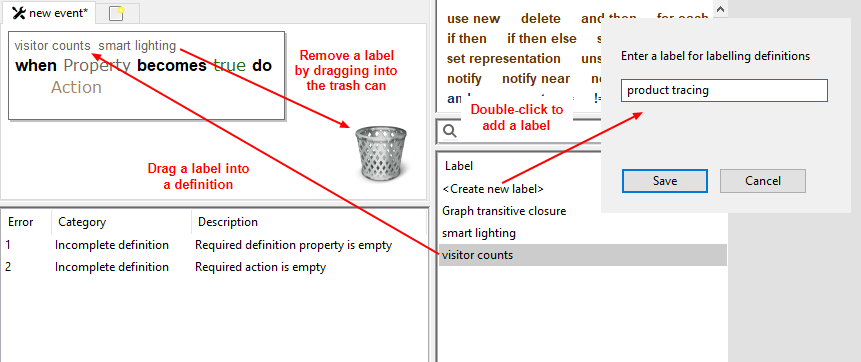 new event*
visitor counts smart lighting
when Property becomes true do
Action
Remove a label
by dragging into
the trash can
Drag a label into
a definition
Error Category Description
1 Incomplete definition Required definition property is empty
2 Incomplete definition Required action is empty
use new delete and then for each
if then if then else
set representation
notify notify near
Double-click to
add a label
Label
<Create new label>
Graph transitive closure
smart lighting
visitor counts
Enter a label for labelling definitions
product tracing
Save Cancel